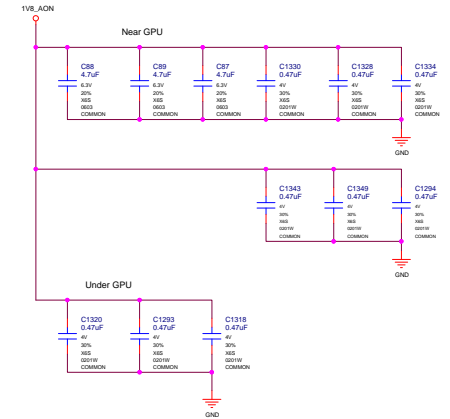 1V8_AON
Near GPU
C88 C89 C87 C1330 C1328 C1334
4.7uF 4.7uF 4.7uF 0.47uF 0.47uF 0.47uF
6.3V 6.3V 6.3V 4V 4V 4V
20% 20% 20% 30% 30% 30%
X6S X6S X6S X6S X6S X6S
0603 0603 0603 0201W 0201W 0201W
COMMON COMMON COMMON COMMON COMMON COMMON
GND
C1343 C1349 C1294
0.47uF 0.47uF 0.47uF
4V 4V 4V
30% 30% 30%
X6S X6S X6S
0201W 0201W 0201W
COMMON COMMON COMMON
GND
Under GPU
C1320 C1293 C1318
0.47uF 0.47uF 0.47uF
4V 4V 4V
30% 30% 30%
X6S X6S X6S
0201W 0201W 0201W
COMMON COMMON COMMON
GND